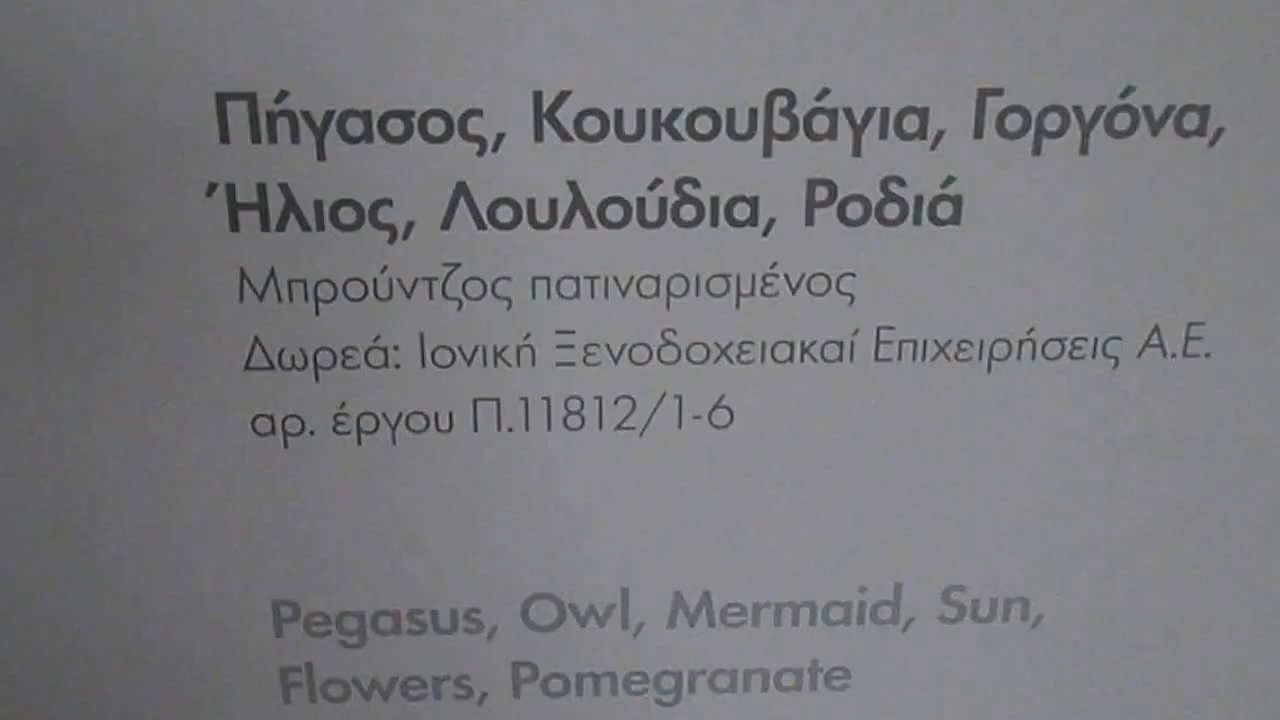 Πήγασος, Κουκουβάγια, Γοργόνα,
Ήλιος, Λουλούδια, Ροδιά
Μπρούντζος πατιναρισμένος
Δωρεά: Ιονική Ξενοδοχειακαί Επιχειρήσεις Α.Ε.
αρ. έργου Π.11812/1-6
Pegasus, Owl, Mermaid, Sun,
Flowers, Pomegranate